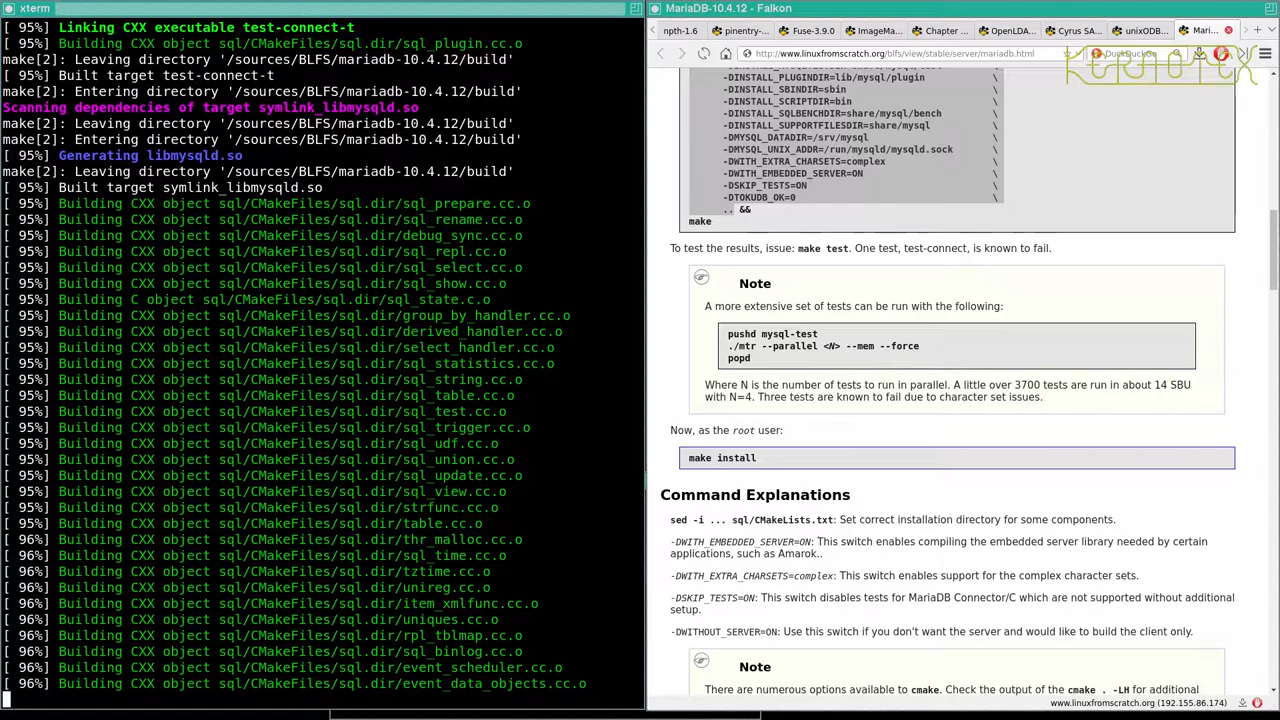 xterm
[ 95%] Linking CXX executable test-connect-t
[ 95%] Building CXX object sql/CMakeFiles/sql.dir/sql_plugin.cc.o
make[2]: Leaving directory '/sources/BLFS/mariadb-10.4.12/build'
[ 95%] Built target test-connect-t
make[2]: Entering directory '/sources/BLFS/mariadb-10.4.12/build'
Scanning dependencies of target symlink_libmysqld.so
make[2]: Leaving directory '/sources/BLFS/mariadb-10.4.12/build'
make[2]: Entering directory '/sources/BLFS/mariadb-10.4.12/build'
[ 95%] Generating libmysqld.so
make[2]: Leaving directory '/sources/BLFS/mariadb-10.4.12/build'
[ 95%] Built target symlink_libmysqld.so
[ 95%] Building CXX object sql/CMakeFiles/sql.dir/sql_prepare.cc.o
[ 95%] Building CXX object sql/CMakeFiles/sql.dir/sql_rename.cc.o
[ 95%] Building CXX object sql/CMakeFiles/sql.dir/debug_sync.cc.o
[ 95%] Building CXX object sql/CMakeFiles/sql.dir/sql_repl.cc.o
[ 95%] Building CXX object sql/CMakeFiles/sql.dir/sql_select.cc.o
[ 95%] Building CXX object sql/CMakeFiles/sql.dir/sql_show.cc.o
[ 95%] Building C object sql/CMakeFiles/sql.dir/sql_state.c.o
[ 95%] Building CXX object sql/CMakeFiles/sql.dir/group_by_handler.cc.o
[ 95%] Building CXX object sql/CMakeFiles/sql.dir/derived_handler.cc.o
[ 95%] Building CXX object sql/CMakeFiles/sql.dir/select_handler.cc.o
[ 95%] Building CXX object sql/CMakeFiles/sql.dir/sql_statistics.cc.o
[ 95%] Building CXX object sql/CMakeFiles/sql.dir/sql_string.cc.o
[ 95%] Building CXX object sql/CMakeFiles/sql.dir/sql_table.cc.o
[ 95%] Building CXX object sql/CMakeFiles/sql.dir/sql_test.cc.o
[ 95%] Building CXX object sql/CMakeFiles/sql.dir/sql_trigger.cc.o
[ 95%] Building CXX object sql/CMakeFiles/sql.dir/sql_udf.cc.o
[ 95%] Building CXX object sql/CMakeFiles/sql.dir/sql_union.cc.o
[ 95%] Building CXX object sql/CMakeFiles/sql.dir/sql_update.cc.o
[ 95%] Building CXX object sql/CMakeFiles/sql.dir/sql_view.cc.o
[ 95%] Building CXX object sql/CMakeFiles/sql.dir/strfunc.cc.o
[ 95%] Building CXX object sql/CMakeFiles/sql.dir/table.cc.o
[ 96%] Building CXX object sql/CMakeFiles/sql.dir/thr_malloc.cc.o
[ 96%] Building CXX object sql/CMakeFiles/sql.dir/sql_time.cc.o
[ 96%] Building CXX object sql/CMakeFiles/sql.dir/tztime.cc.o
[ 96%] Building CXX object sql/CMakeFiles/sql.dir/unireg.cc.o
[ 96%] Building CXX object sql/CMakeFiles/sql.dir/item_xmlfunc.cc.o
[ 96%] Building CXX object sql/CMakeFiles/sql.dir/uniques.cc.o
[ 96%] Building CXX object sql/CMakeFiles/sql.dir/rpl_tblmap.cc.o
[ 96%] Building CXX object sql/CMakeFiles/sql.dir/sql_binlog.cc.o
[ 96%] Building CXX object sql/CMakeFiles/sql.dir/event_scheduler.cc.o
[ 96%] Building CXX object sql/CMakeFiles/sql.dir/event_data_objects.cc.o
MariaDB-10.4.12 - Falkon
npth-1.6 pinentry-... Fuse-3.9.0 ImageMa... Chapter ... OpenLDA... Cyrus SA... unixODB... Mari...
http://www.linuxfromscratch.org/blfs/view/stable/server/mariadb.html
-DINSTALL_PLUGINDIR=lib/mysql/plugin \
-DINSTALL_SBINDIR=sbin \
-DINSTALL_SCRIPTDIR=bin \
-DINSTALL_SQLBENCHDIR=share/mysql/bench \
-DINSTALL_SUPPORTFILESDIR=share/mysql \
-DMYSQL_DATADIR=/srv/mysql \
-DMYSQL_UNIX_ADDR=/run/mysqld/mysqld.sock \
-DWITH_EXTRA_CHARSETS=complex \
-DWITH_EMBEDDED_SERVER=ON \
-DSKIP_TESTS=ON \
-DTOKUDB_OK=0 \
.. &&
make
To test the results, issue: make test. One test, test-connect, is known to fail.
Note
A more extensive set of tests can be run with the following:
pushd mysql-test
./mtr --parallel <N> --mem --force
popd
Where N is the number of tests to run in parallel. A little over 3700 tests are run in about 14 SBU
with N=4. Three tests are known to fail due to character set issues.
Now, as the root user:
make install
Command Explanations
sed -i ... sql/CMakeLists.txt: Set correct installation directory for some components.
-DWITH_EMBEDDED_SERVER=ON: This switch enables compiling the embedded server library needed by certain
applications, such as Amarok..
-DWITH_EXTRA_CHARSETS=complex: This switch enables support for the complex character sets.
-DSKIP_TESTS=ON: This switch disables tests for MariaDB Connector/C which are not supported without additional
setup.
-DWITHOUT_SERVER=ON: Use this switch if you don't want the server and would like to build the client only.
Note
There are numerous options available to cmake. Check the output of the cmake . -LH for additional
www.linuxfromscratch.org (192.155.86.174)